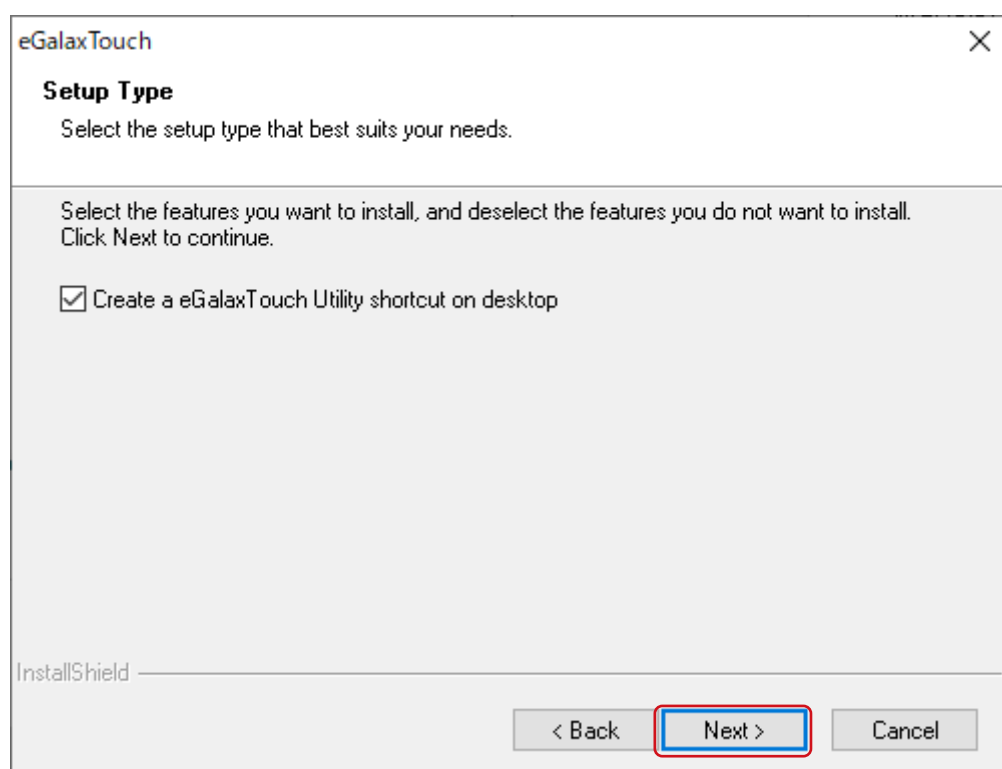 eGalaxTouch
Setup Type
Select the setup type that best suits your needs.
Select the features you want to install, and deselect the features you do not want to install.
Click Next to continue.
Create a eGalaxTouch Utility shortcut on desktop
InstallShield
< Back Next > Cancel